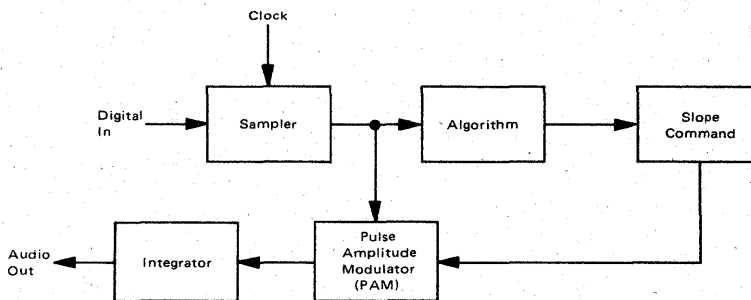 Clock
Digital
In
Sampler
Algorithm
Slope
Command
Audio
Out
Integrator
Pulse
Amplitude
Modulator
(PAM)